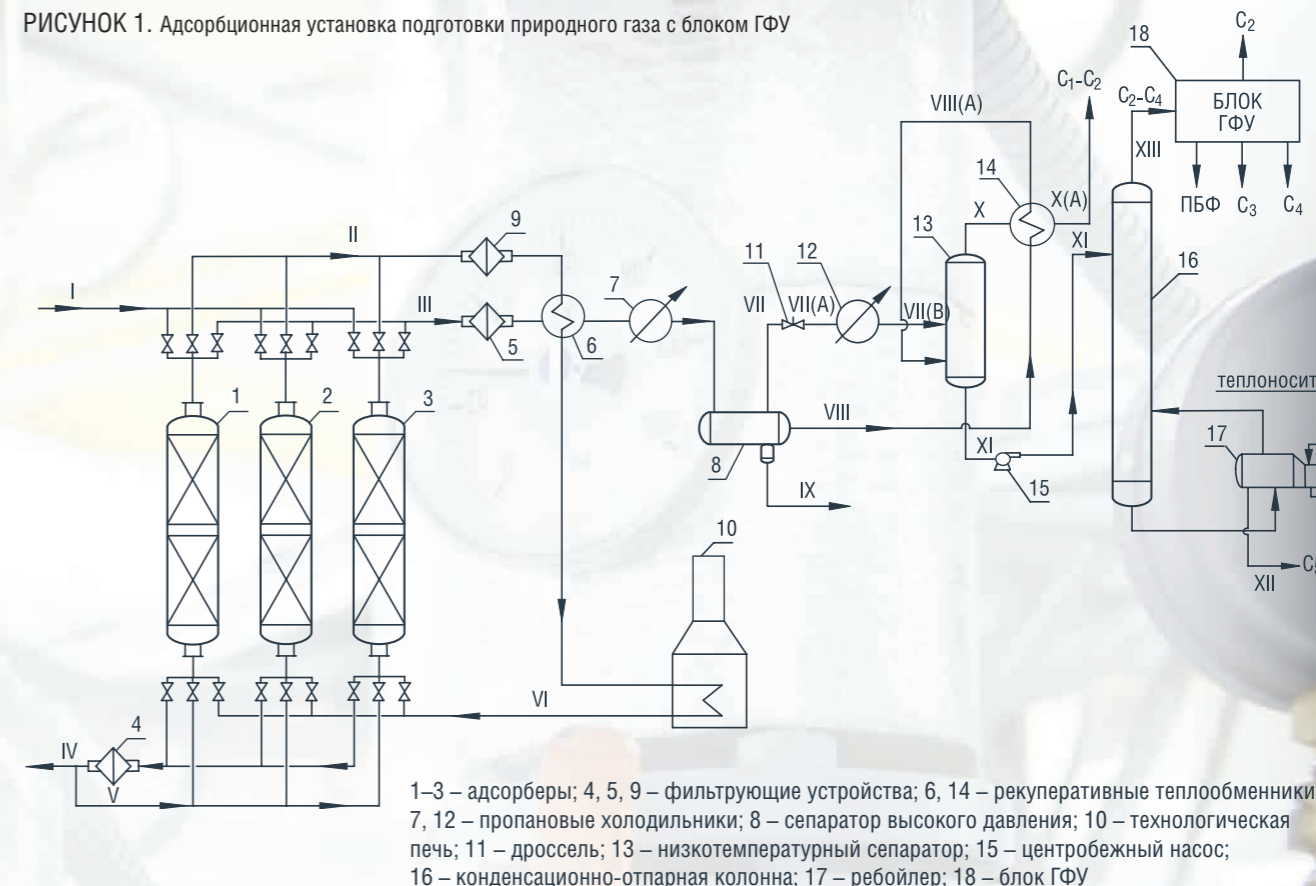 РИСУНОК 1. Адсорбционная установка подготовки природного газа с блоком ГФУ
18
C₂
C₁-C₂
C₂-C₄
БЛОК
ГФУ
VIII(A)
XIII
14
ПБФ
C₃
C₄
X
X(A)
13
XI
9
II
11
12
16
I
III
7
VII
VII(A)
VII(B)
5
6
теплоносит
1
2
3
VIII
17
8
XI
IX
15
10
XII
VI
4
IV
V
1–3 – адсорберы; 4, 5, 9 – фильтрующие устройства; 6, 14 – рекуперативные теплообменники
7, 12 – пропановые холодильники; 8 – сепаратор высокого давления; 10 – технологическая
печь; 11 – дроссель; 13 – низкотемпературный сепаратор; 15 – центробежный насос;
16 – конденсационно-отпарная колонна; 17 – ребойлер; 18 – блок ГФУ